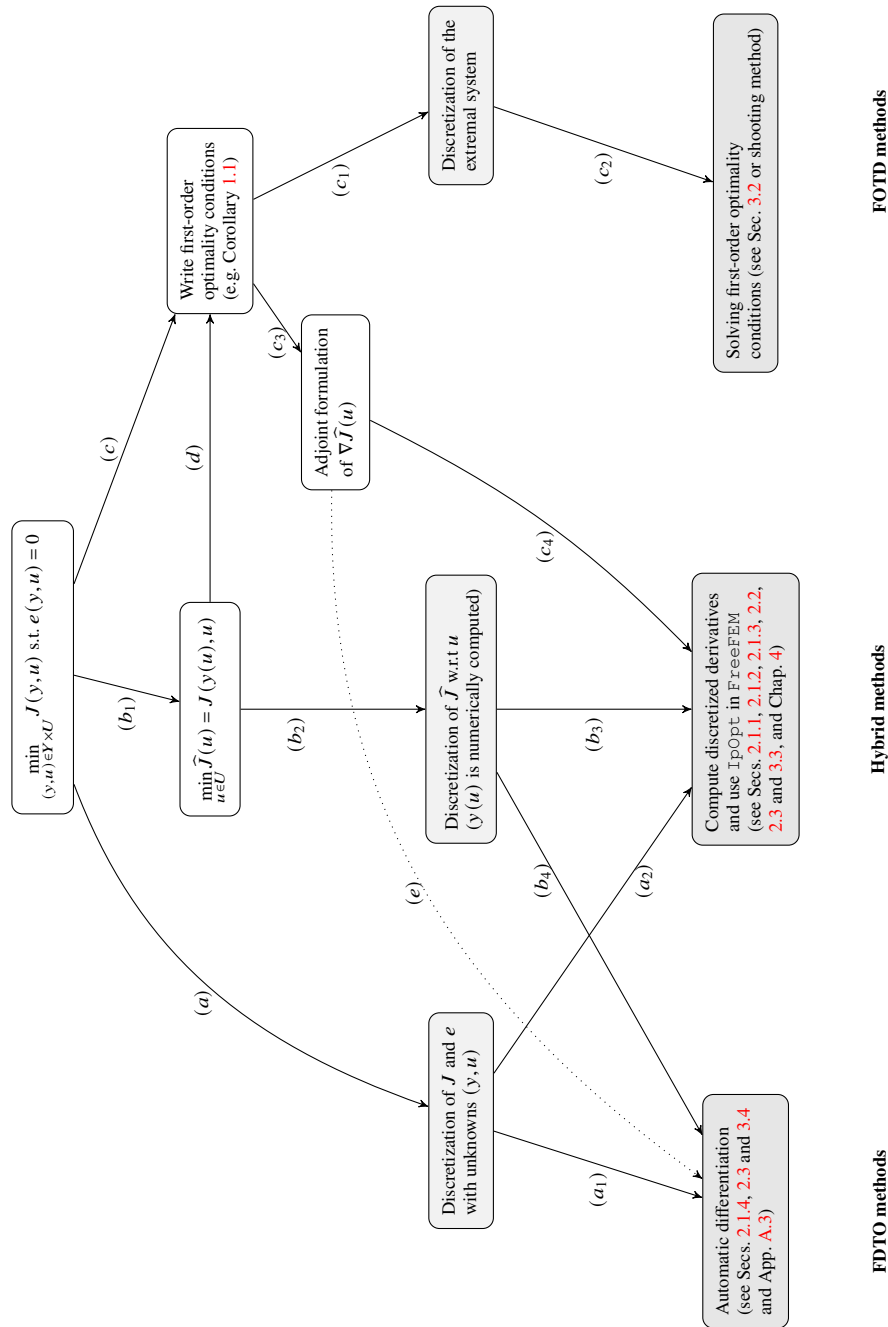 min J(y, u) s.t. e(y, u) = 0
(y,u)∈Y×U
(a)
(b₁)
(c)
min Ĵ(u) = J(y(u), u)
u∈U
(d)
Write first-order
optimality conditions
(e.g. Corollary 1.1)
(b₂)
(c₃)
(c₁)
Adjoint formulation
of ∇Ĵ(u)
Discretization of J and e
with unknowns (y, u)
Discretization of Ĵ w.r.t u
(y(u) is numerically computed)
Discretization of the
extremal system
(e)
(a₁)
(a₂)
(b₄)
(b₃)
(c₄)
(c₂)
Automatic differentiation
(see Secs. 2.1.4, 2.3 and 3.4
and App. A.3)
Compute discretized derivatives
and use IpOpt in FreeFEM
(see Secs. 2.1.1, 2.1.2, 2.1.3, 2.2,
2.3 and 3.3, and Chap. 4)
Solving first-order optimality
conditions (see Sec. 3.2 or shooting method)
FDTO methods
Hybrid methods
FOTD methods